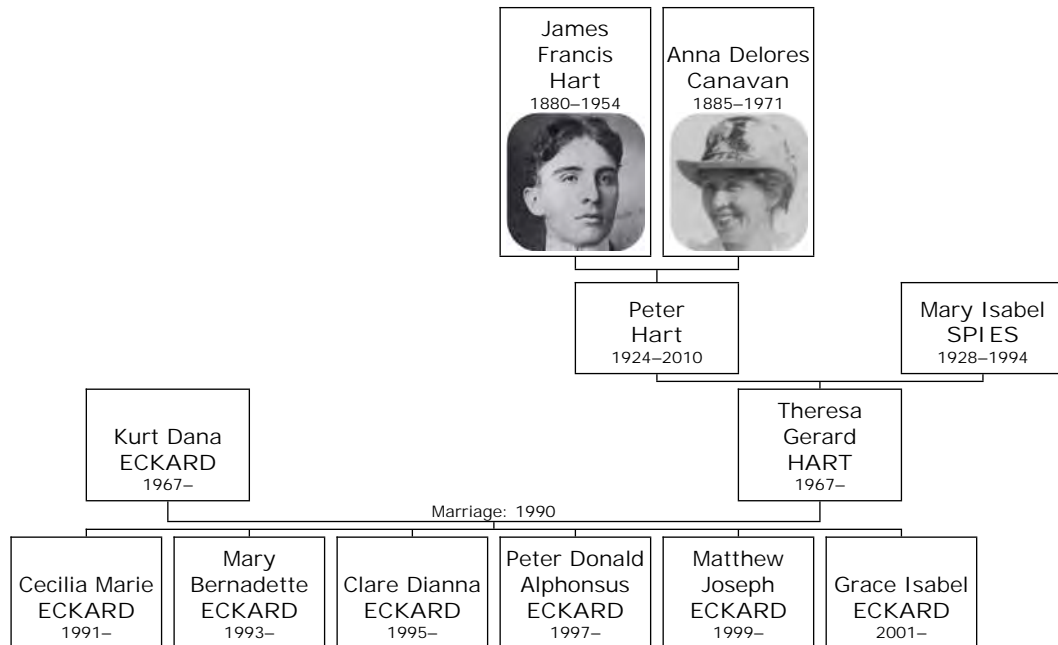 James
Francis
Hart
1880–1954
Anna Delores
Canavan
1885–1971
Peter
Hart
1924–2010
Mary Isabel
SPIES
1928–1994
Kurt Dana
ECKARD
1967–
Theresa
Gerard
HART
1967–
Marriage: 1990
Cecilia Marie
ECKARD
1991–
Mary
Bernadette
ECKARD
1993–
Clare Dianna
ECKARD
1995–
Peter Donald
Alphonsus
ECKARD
1997–
Matthew
Joseph
ECKARD
1999–
Grace Isabel
ECKARD
2001–